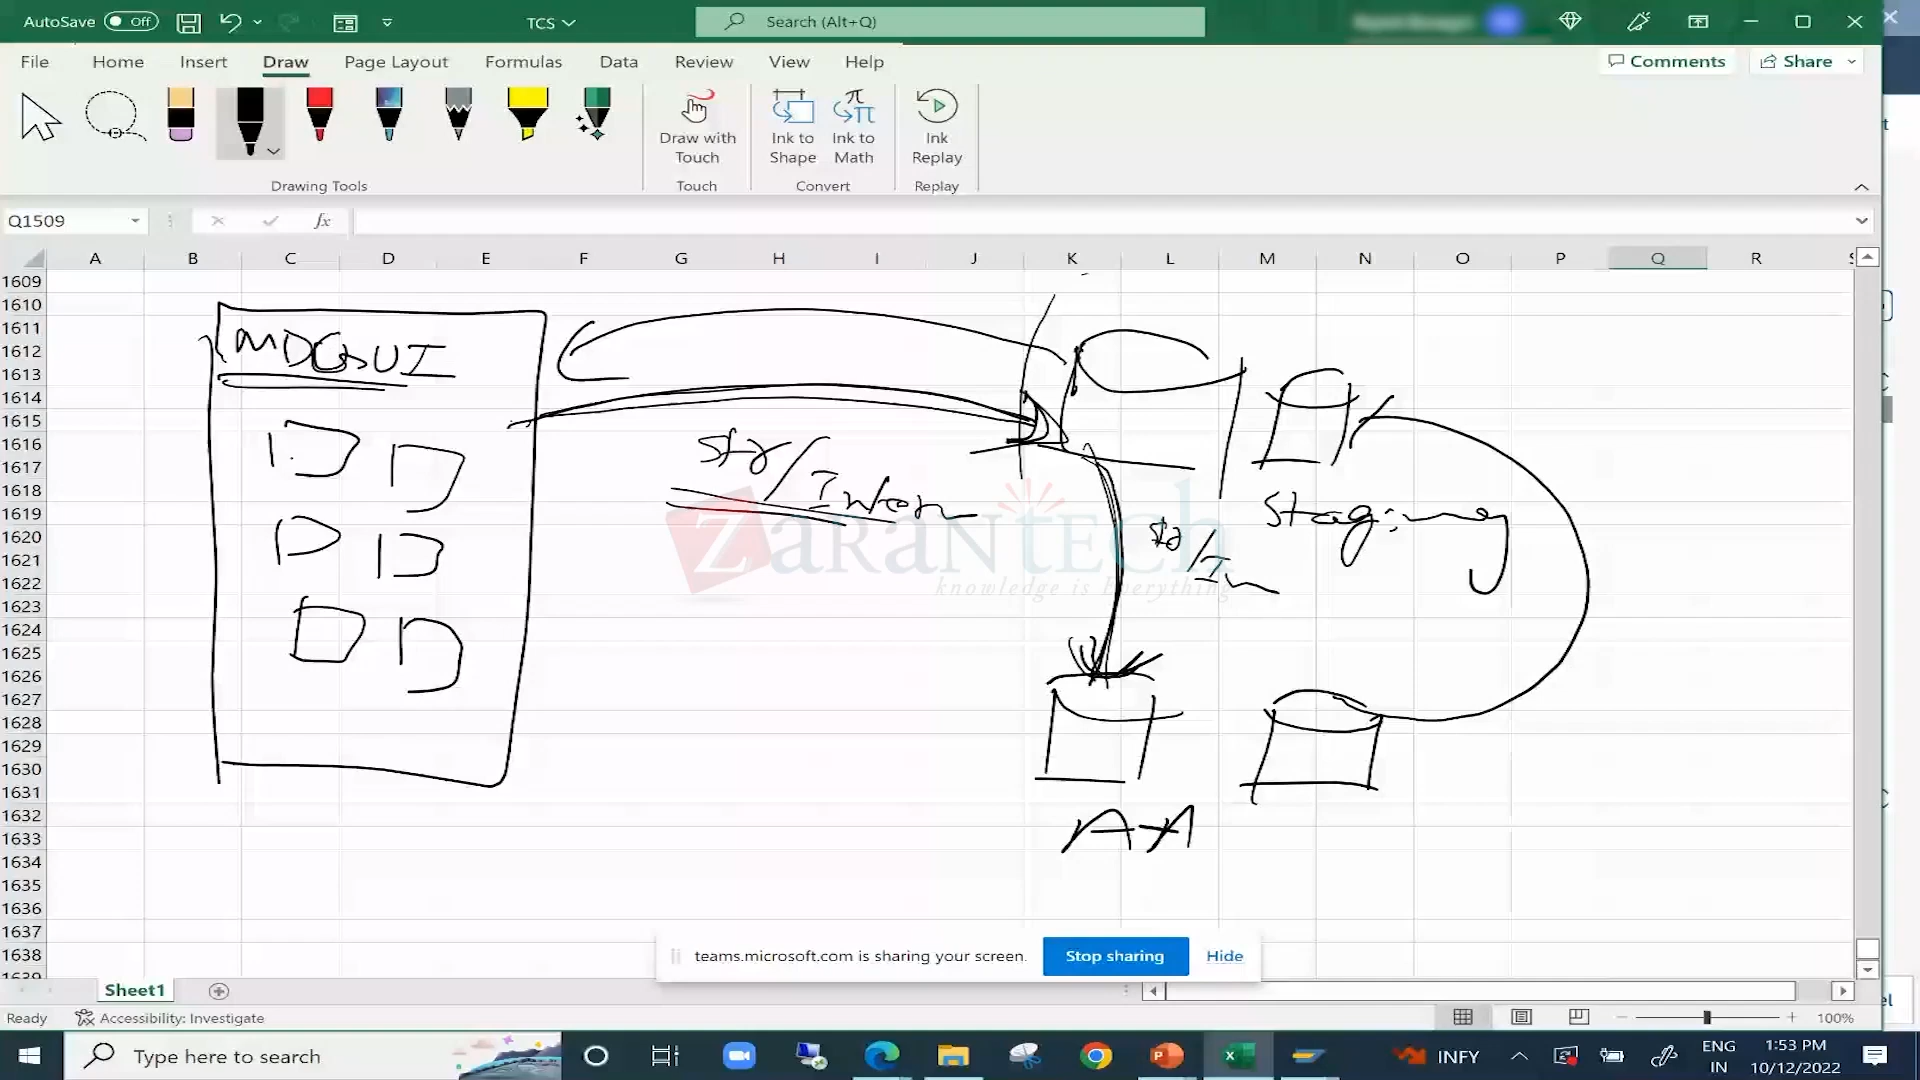 AutoSave Off TCS Search (Alt+Q)
File Home Insert Draw Page Layout Formulas Data Review View Help Comments Share
Draw with Touch
Ink to Shape
Ink to Math
Ink Replay
Drawing Tools Touch Convert Replay
Q1509 fx
A B C D E F G H I J K L M N O P Q R S
1609
1610
1611
1612
1613
1614
1615
1616
1617
1618
1619
1620
1621
1622
1623
1624
1625
1626
1627
1628
1629
1630
1631
1632
1633
1634
1635
1636
1637
1638
1639
MDG UI
Str/
Staging
ZaranTech
knowledge is Everything
AA
teams.microsoft.com is sharing your screen. Stop sharing Hide
Sheet1
Ready Accessibility: Investigate 100%
Type here to search INFY ENG IN 1:53 PM 10/12/2022